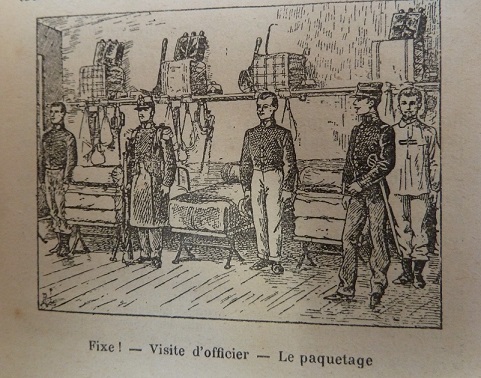 Fixe ! — Visite d'officier — Le paquetage